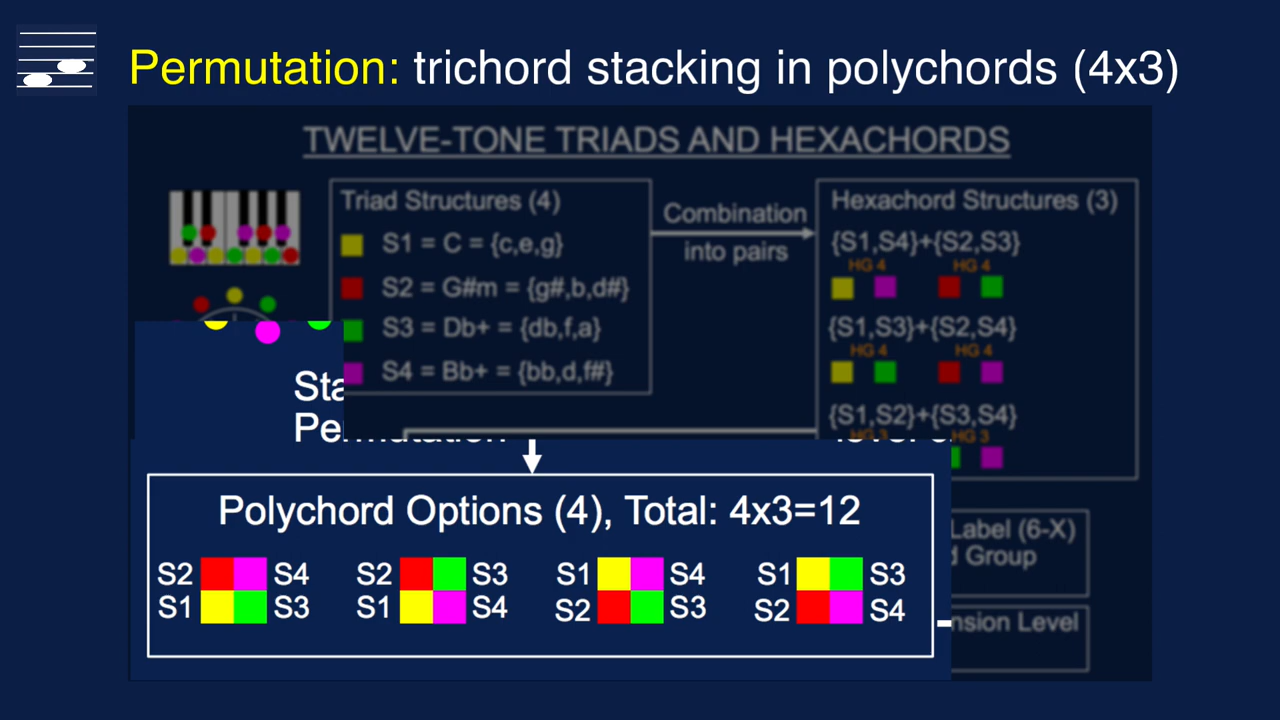 Permutation: trichord stacking in polychords (4x3)
TWELVE-TONE TRIADS AND HEXACHORDS
Triad Structures (4)
S1 = C = {c,e,g}
S2 = G#m = {g#,b,d#}
S3 = Db+ = {db,f,a}
S4 = Bb+ = {bb,d,f#}
Combination
into pairs
Hexachord Structures (3)
{S1,S4}+{S2,S3}
HG 4 HG 4
{S1,S3}+{S2,S4}
HG 4 HG 4
{S1,S2}+{S3,S4}
HG 3 HG 3
Polychord Options (4), Total: 4x3=12
S2 S4 S2 S3 S1 S4 S1 S3
S1 S3 S1 S4 S2 S3 S2 S4
Label (6-X)
Group
Level